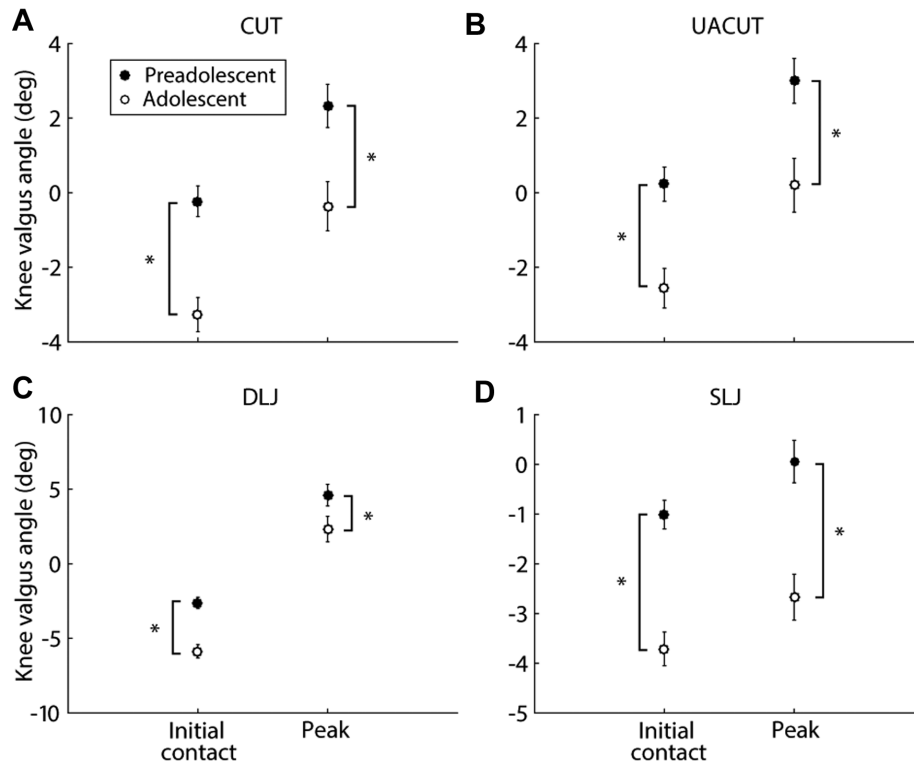 A
CUT
4
2
0
-2
-4
Knee valgus angle (deg)
Preadolescent
Adolescent
*
*
B
UACUT
4
2
0
-2
-4
*
*
C
DLJ
10
5
0
-5
-10
Knee valgus angle (deg)
*
*
Initial
contact
Peak
D
SLJ
1
0
-1
-2
-3
-4
-5
*
*
Initial
contact
Peak